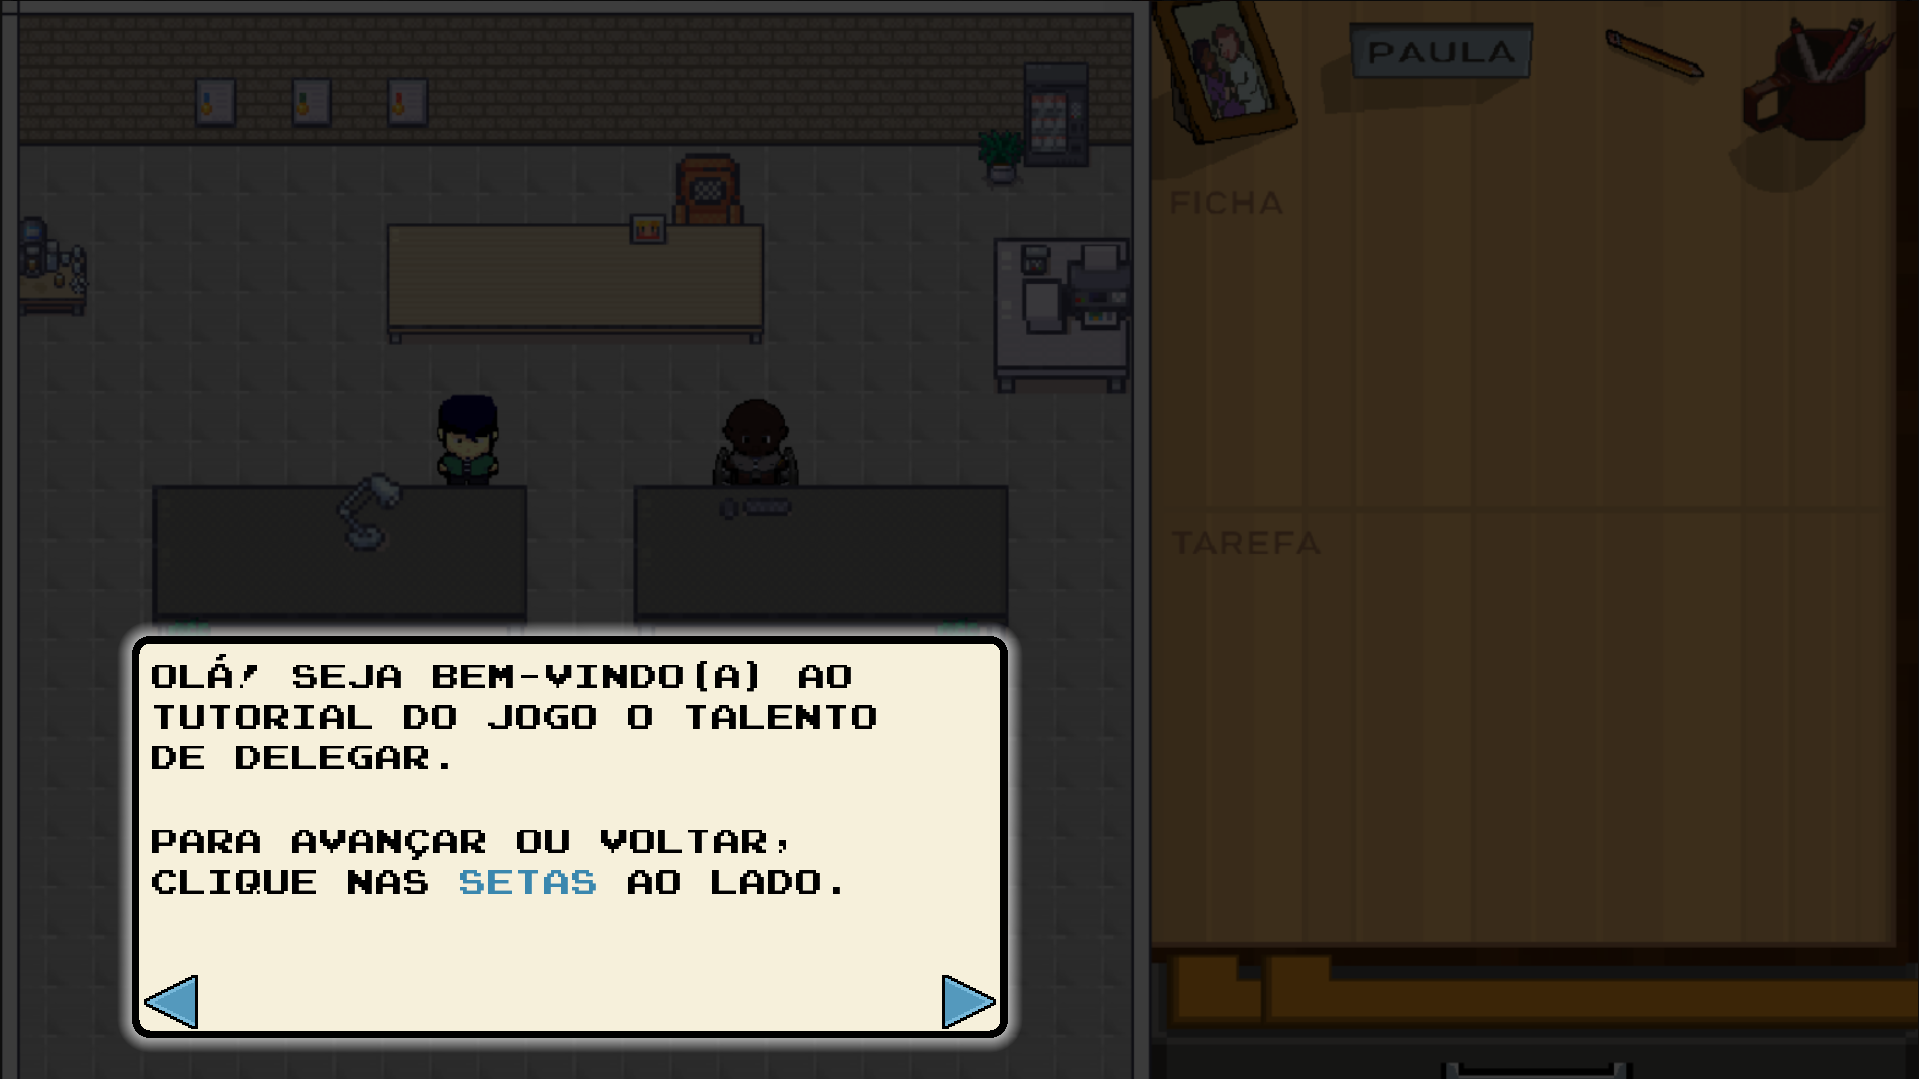 PAULA
FICHA
TAREFA
OLÁ! SEJA BEM-VINDO(A) AO
TUTORIAL DO JOGO O TALENTO
DE DELEGAR.
PARA AVANÇAR OU VOLTAR,
CLIQUE NAS SETAS AO LADO.